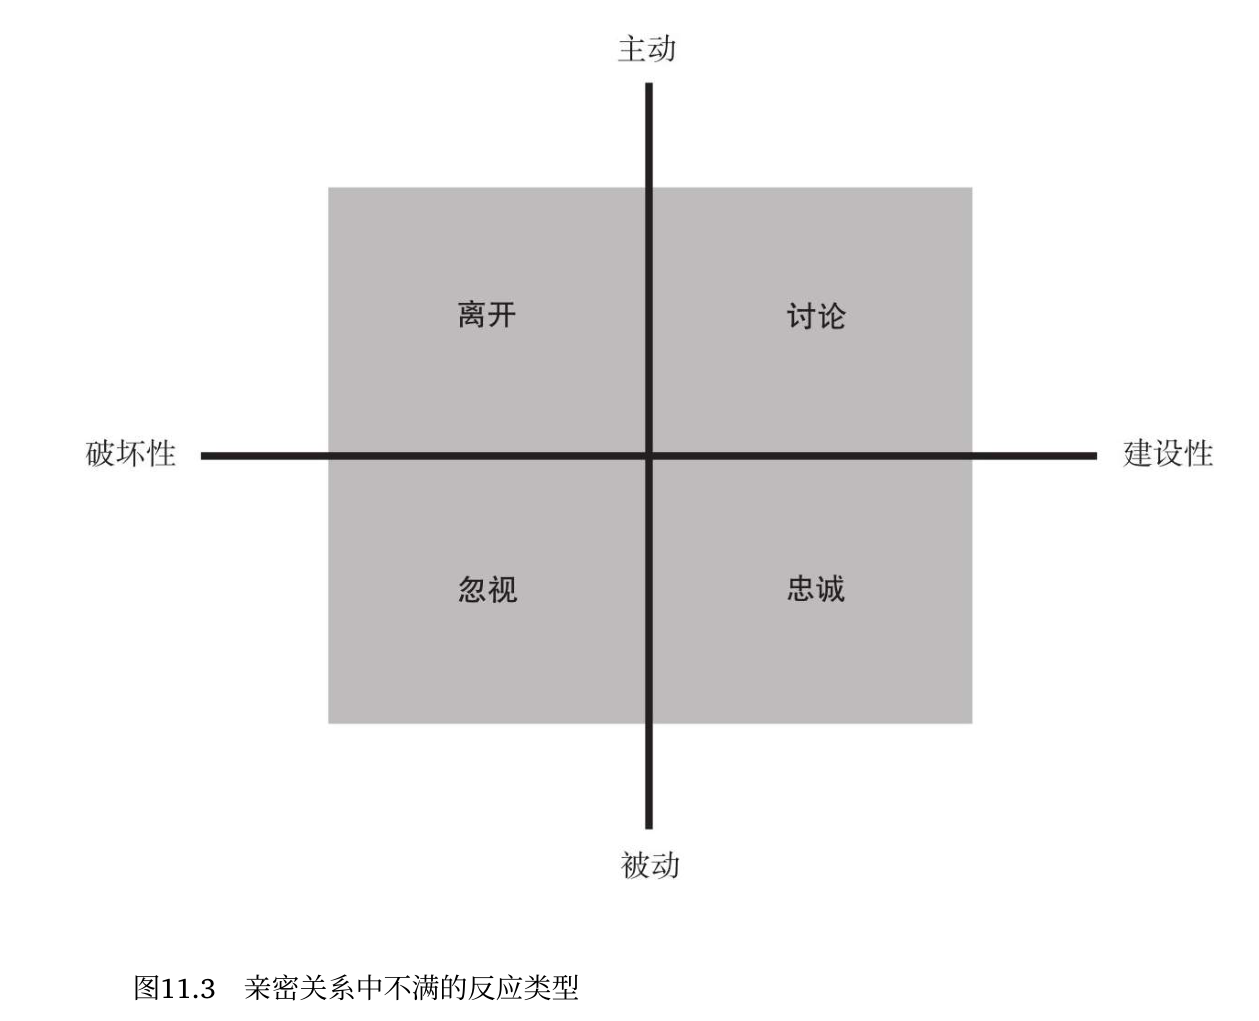 主动
离开 讨论
破坏性 建设性
忽视 忠诚
被动
图11.3 亲密关系中不满的反应类型